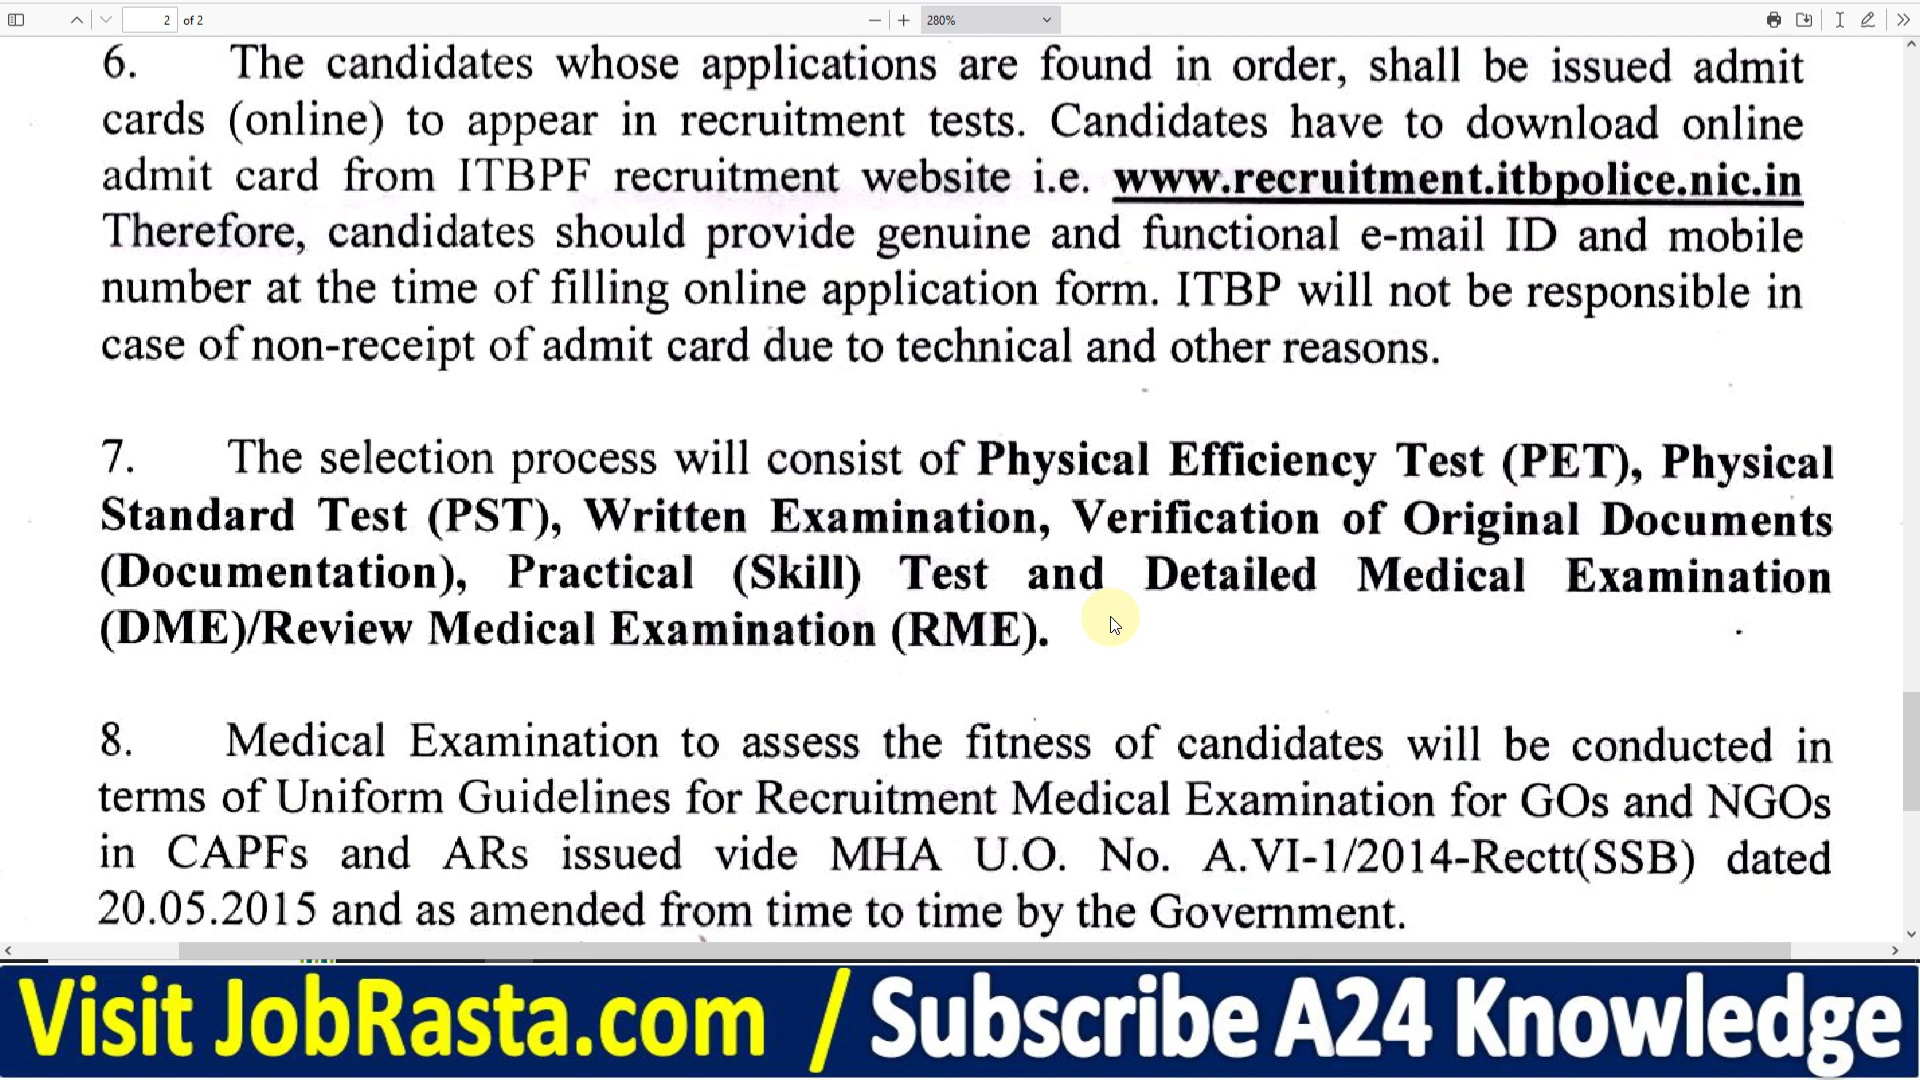 2 of 2
280%
6. The candidates whose applications are found in order, shall be issued admit
cards (online) to appear in recruitment tests. Candidates have to download online
admit card from ITBPF recruitment website i.e. www.recruitment.itbpolice.nic.in
Therefore, candidates should provide genuine and functional e-mail ID and mobile
number at the time of filling online application form. ITBP will not be responsible in
case of non-receipt of admit card due to technical and other reasons.
7. The selection process will consist of Physical Efficiency Test (PET), Physical
Standard Test (PST), Written Examination, Verification of Original Documents
(Documentation), Practical (Skill) Test and Detailed Medical Examination
(DME)/Review Medical Examination (RME).
8. Medical Examination to assess the fitness of candidates will be conducted in
terms of Uniform Guidelines for Recruitment Medical Examination for GOs and NGOs
in CAPFs and ARs issued vide MHA U.O. No. A.VI-1/2014-Rectt(SSB) dated
20.05.2015 and as amended from time to time by the Government.
Visit JobRasta.com / Subscribe A24 Knowledge